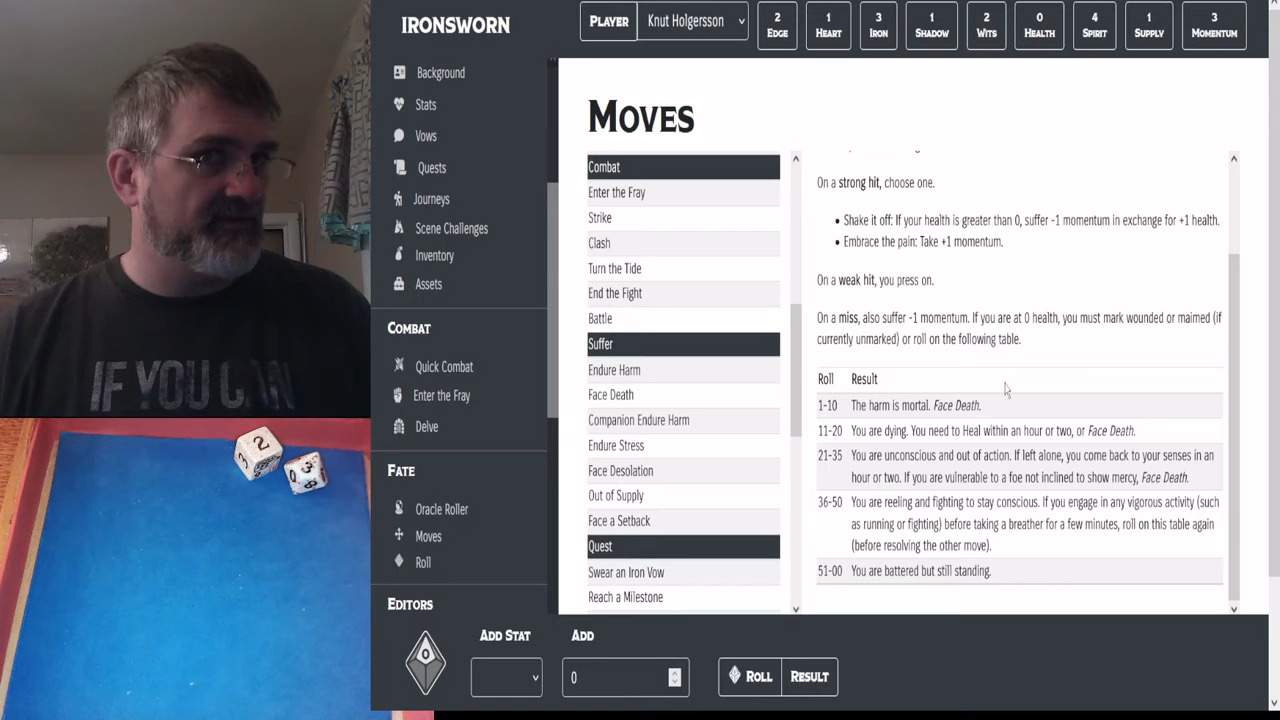 IRONSWORN
PLAYER
Knut Holgersson
2
EDGE
1
HEART
3
IRON
1
SHADOW
2
WITS
0
HEALTH
4
SPIRIT
1
SUPPLY
3
MOMENTUM
Background
Stats
Vows
Quests
Journeys
Scene Challenges
Inventory
Assets
COMBAT
Quick Combat
Enter the Fray
Delve
FATE
Oracle Roller
Moves
Roll
EDITORS
MOVES
Combat
Enter the Fray
Strike
Clash
Turn the Tide
End the Fight
Battle
Suffer
Endure Harm
Face Death
Companion Endure Harm
Endure Stress
Face Desolation
Out of Supply
Face a Setback
Quest
Swear an Iron Vow
Reach a Milestone
On a strong hit, choose one.
• Shake it off: If your health is greater than 0, suffer -1 momentum in exchange for +1 health.
• Embrace the pain: Take +1 momentum.
On a weak hit, you press on.
On a miss, also suffer -1 momentum. If you are at 0 health, you must mark wounded or maimed (if
currently unmarked) or roll on the following table.
Roll Result
1-10 The harm is mortal. Face Death.
11-20 You are dying. You need to Heal within an hour or two, or Face Death.
21-35 You are unconscious and out of action. If left alone, you come back to your senses in an
hour or two. If you are vulnerable to a foe not inclined to show mercy, Face Death.
36-50 You are reeling and fighting to stay conscious. If you engage in any vigorous activity (such
as running or fighting) before taking a breather for a few minutes, roll on this table again
(before resolving the other move).
51-00 You are battered but still standing.
0
ADD STAT
ADD
0
ROLL
RESULT
IF YOU CAN
2
3
3
0
8